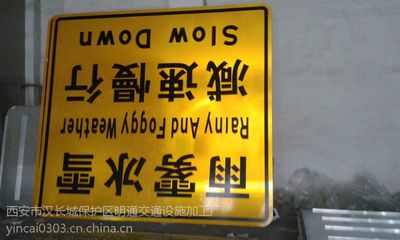 雨雾冰雪
Rainy And Foggy Weather
减速慢行
Slow Down
西安市汉长城保护区明通交通设施加工厂
yincai0303.cn.china.cn